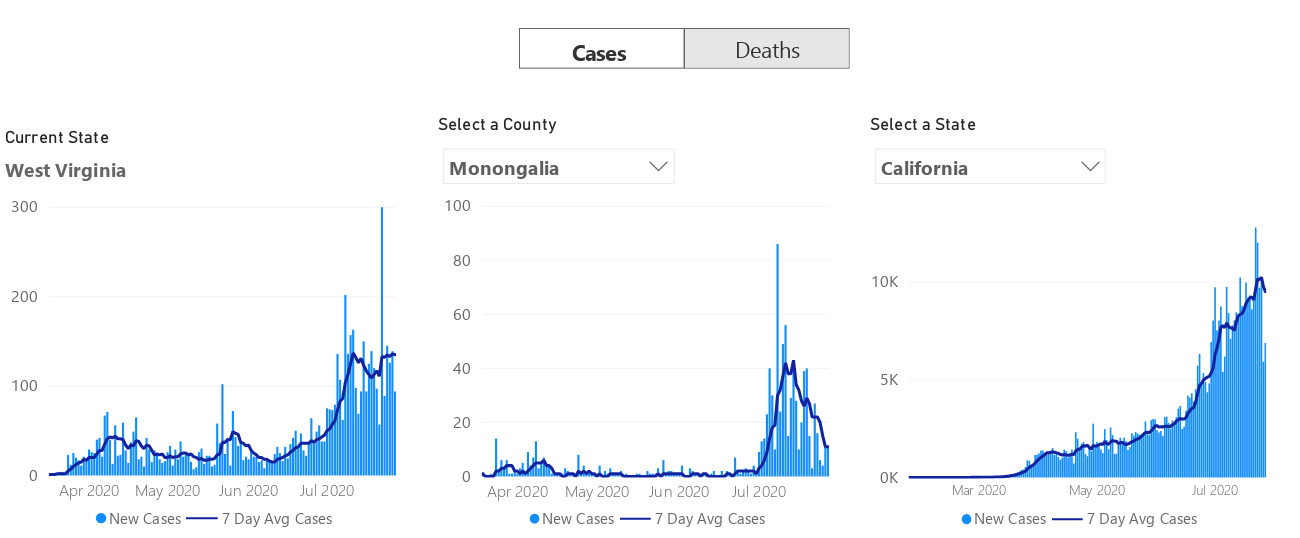 Cases Deaths
Current State
West Virginia
300
200
100
0
Apr 2020 May 2020 Jun 2020 Jul 2020
New Cases 7 Day Avg Cases
Select a County
Monongalia
100
80
60
40
20
0
Apr 2020 May 2020 Jun 2020 Jul 2020
New Cases 7 Day Avg Cases
Select a State
California
10K
5K
0K
Mar 2020 May 2020 Jul 2020
New Cases 7 Day Avg Cases